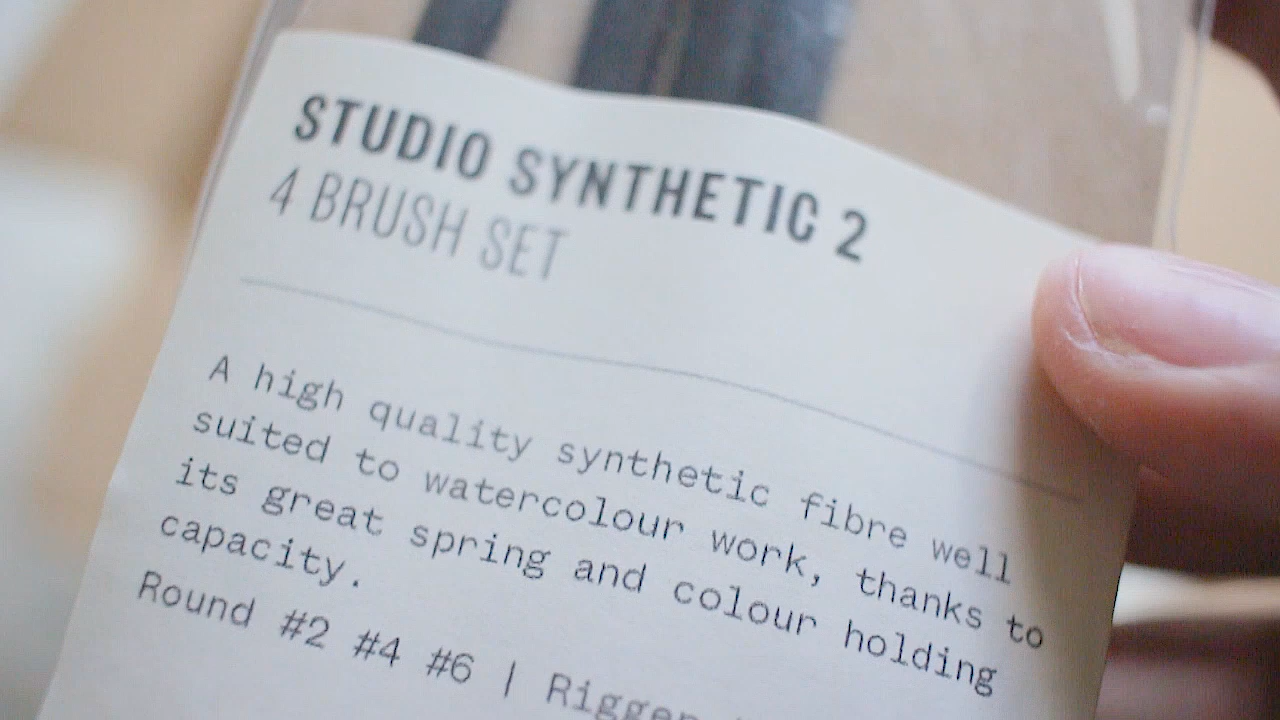 STUDIO SYNTHETIC 2
4 BRUSH SET
A high quality synthetic fibre well
suited to watercolour work, thanks to
its great spring and colour holding
capacity.
Round #2 #4 #6 | Rigger